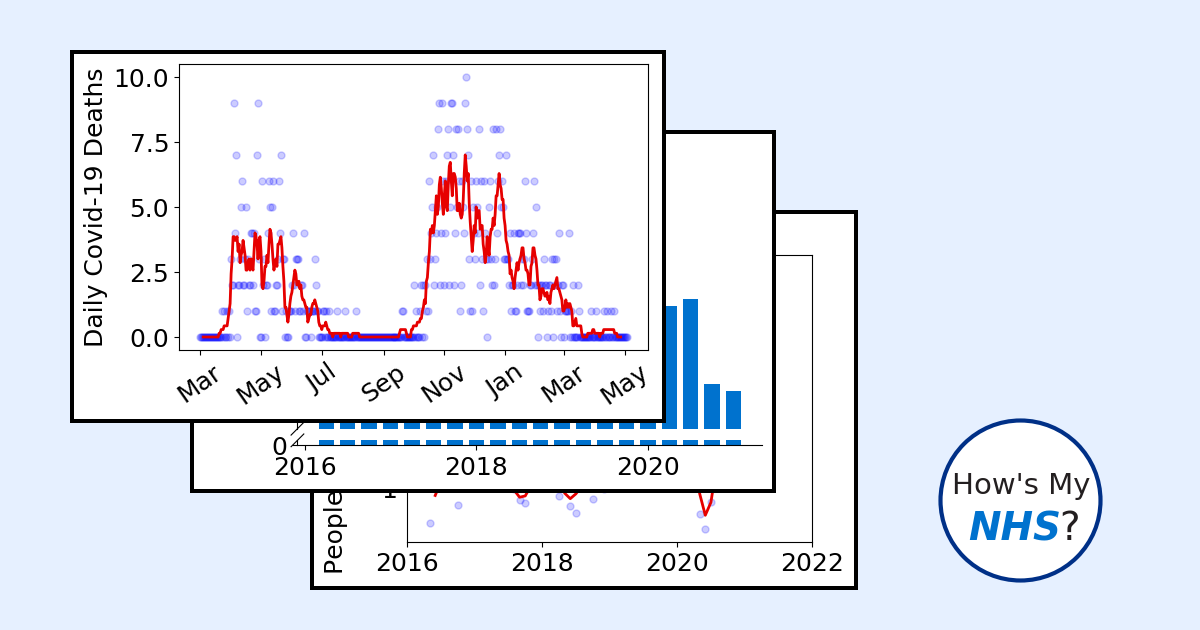 Daily Covid-19 Deaths
10.0
7.5
5.0
2.5
0.0
Mar May Jul Sep Nov Jan Mar May
0
2016 2018 2020
People
2016 2018 2020 2022
How's My
NHS?